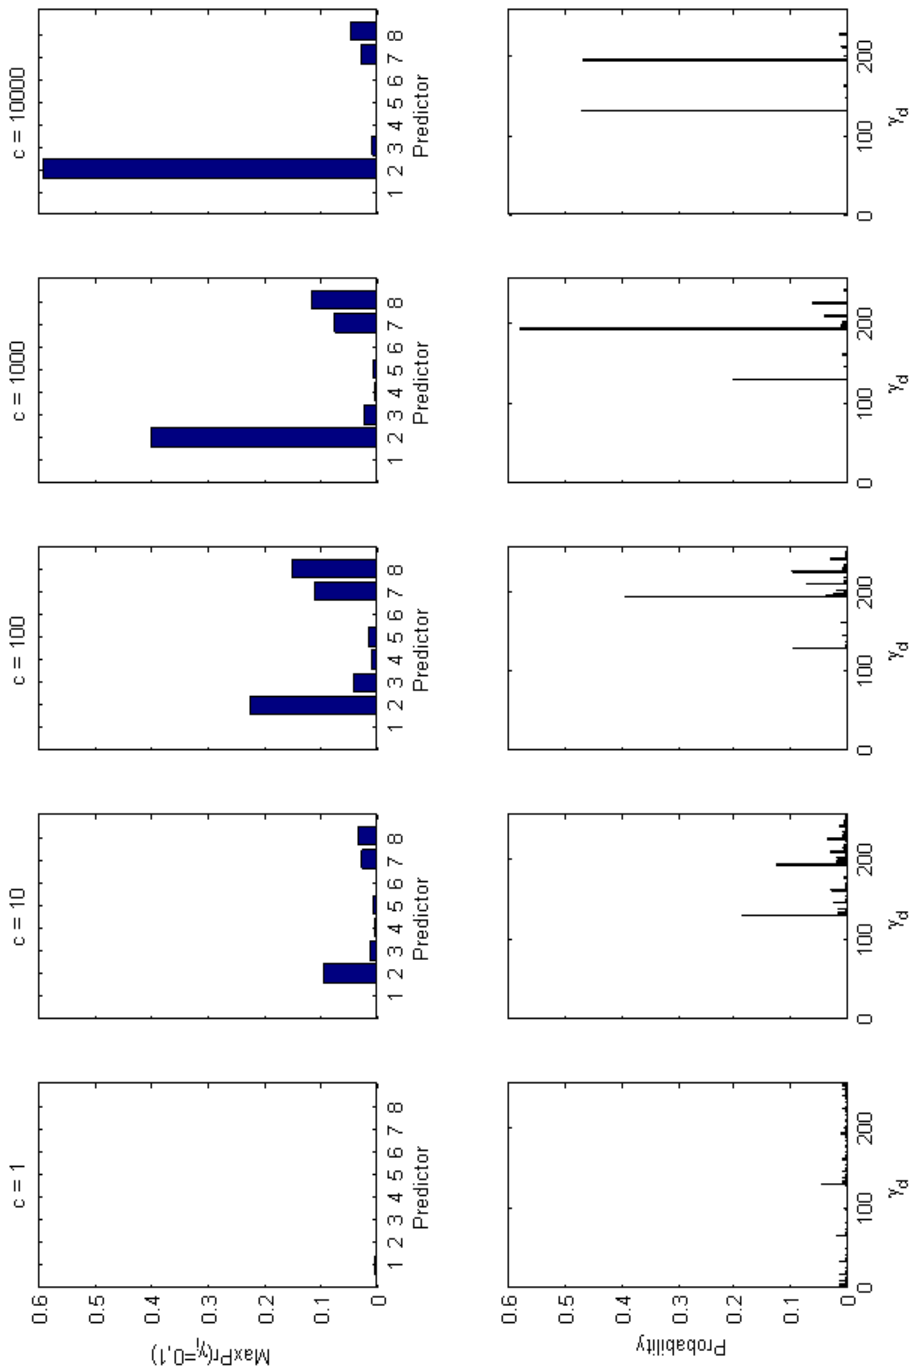 c = 1
c = 10
c = 100
c = 1000
c = 10000
MaxPr(γᵢ=0,1)
0.6
0.5
0.4
0.3
0.2
0.1
0
1 2 3 4 5 6 7 8
1 2 3 4 5 6 7 8
1 2 3 4 5 6 7 8
1 2 3 4 5 6 7 8
1 2 3 4 5 6 7 8
Predictor
Predictor
Predictor
Predictor
Predictor
Probability
0.6
0.5
0.4
0.3
0.2
0.1
0
0 100 200
0 100 200
0 100 200
0 100 200
0 100 200
γd
γd
γd
γd
γd